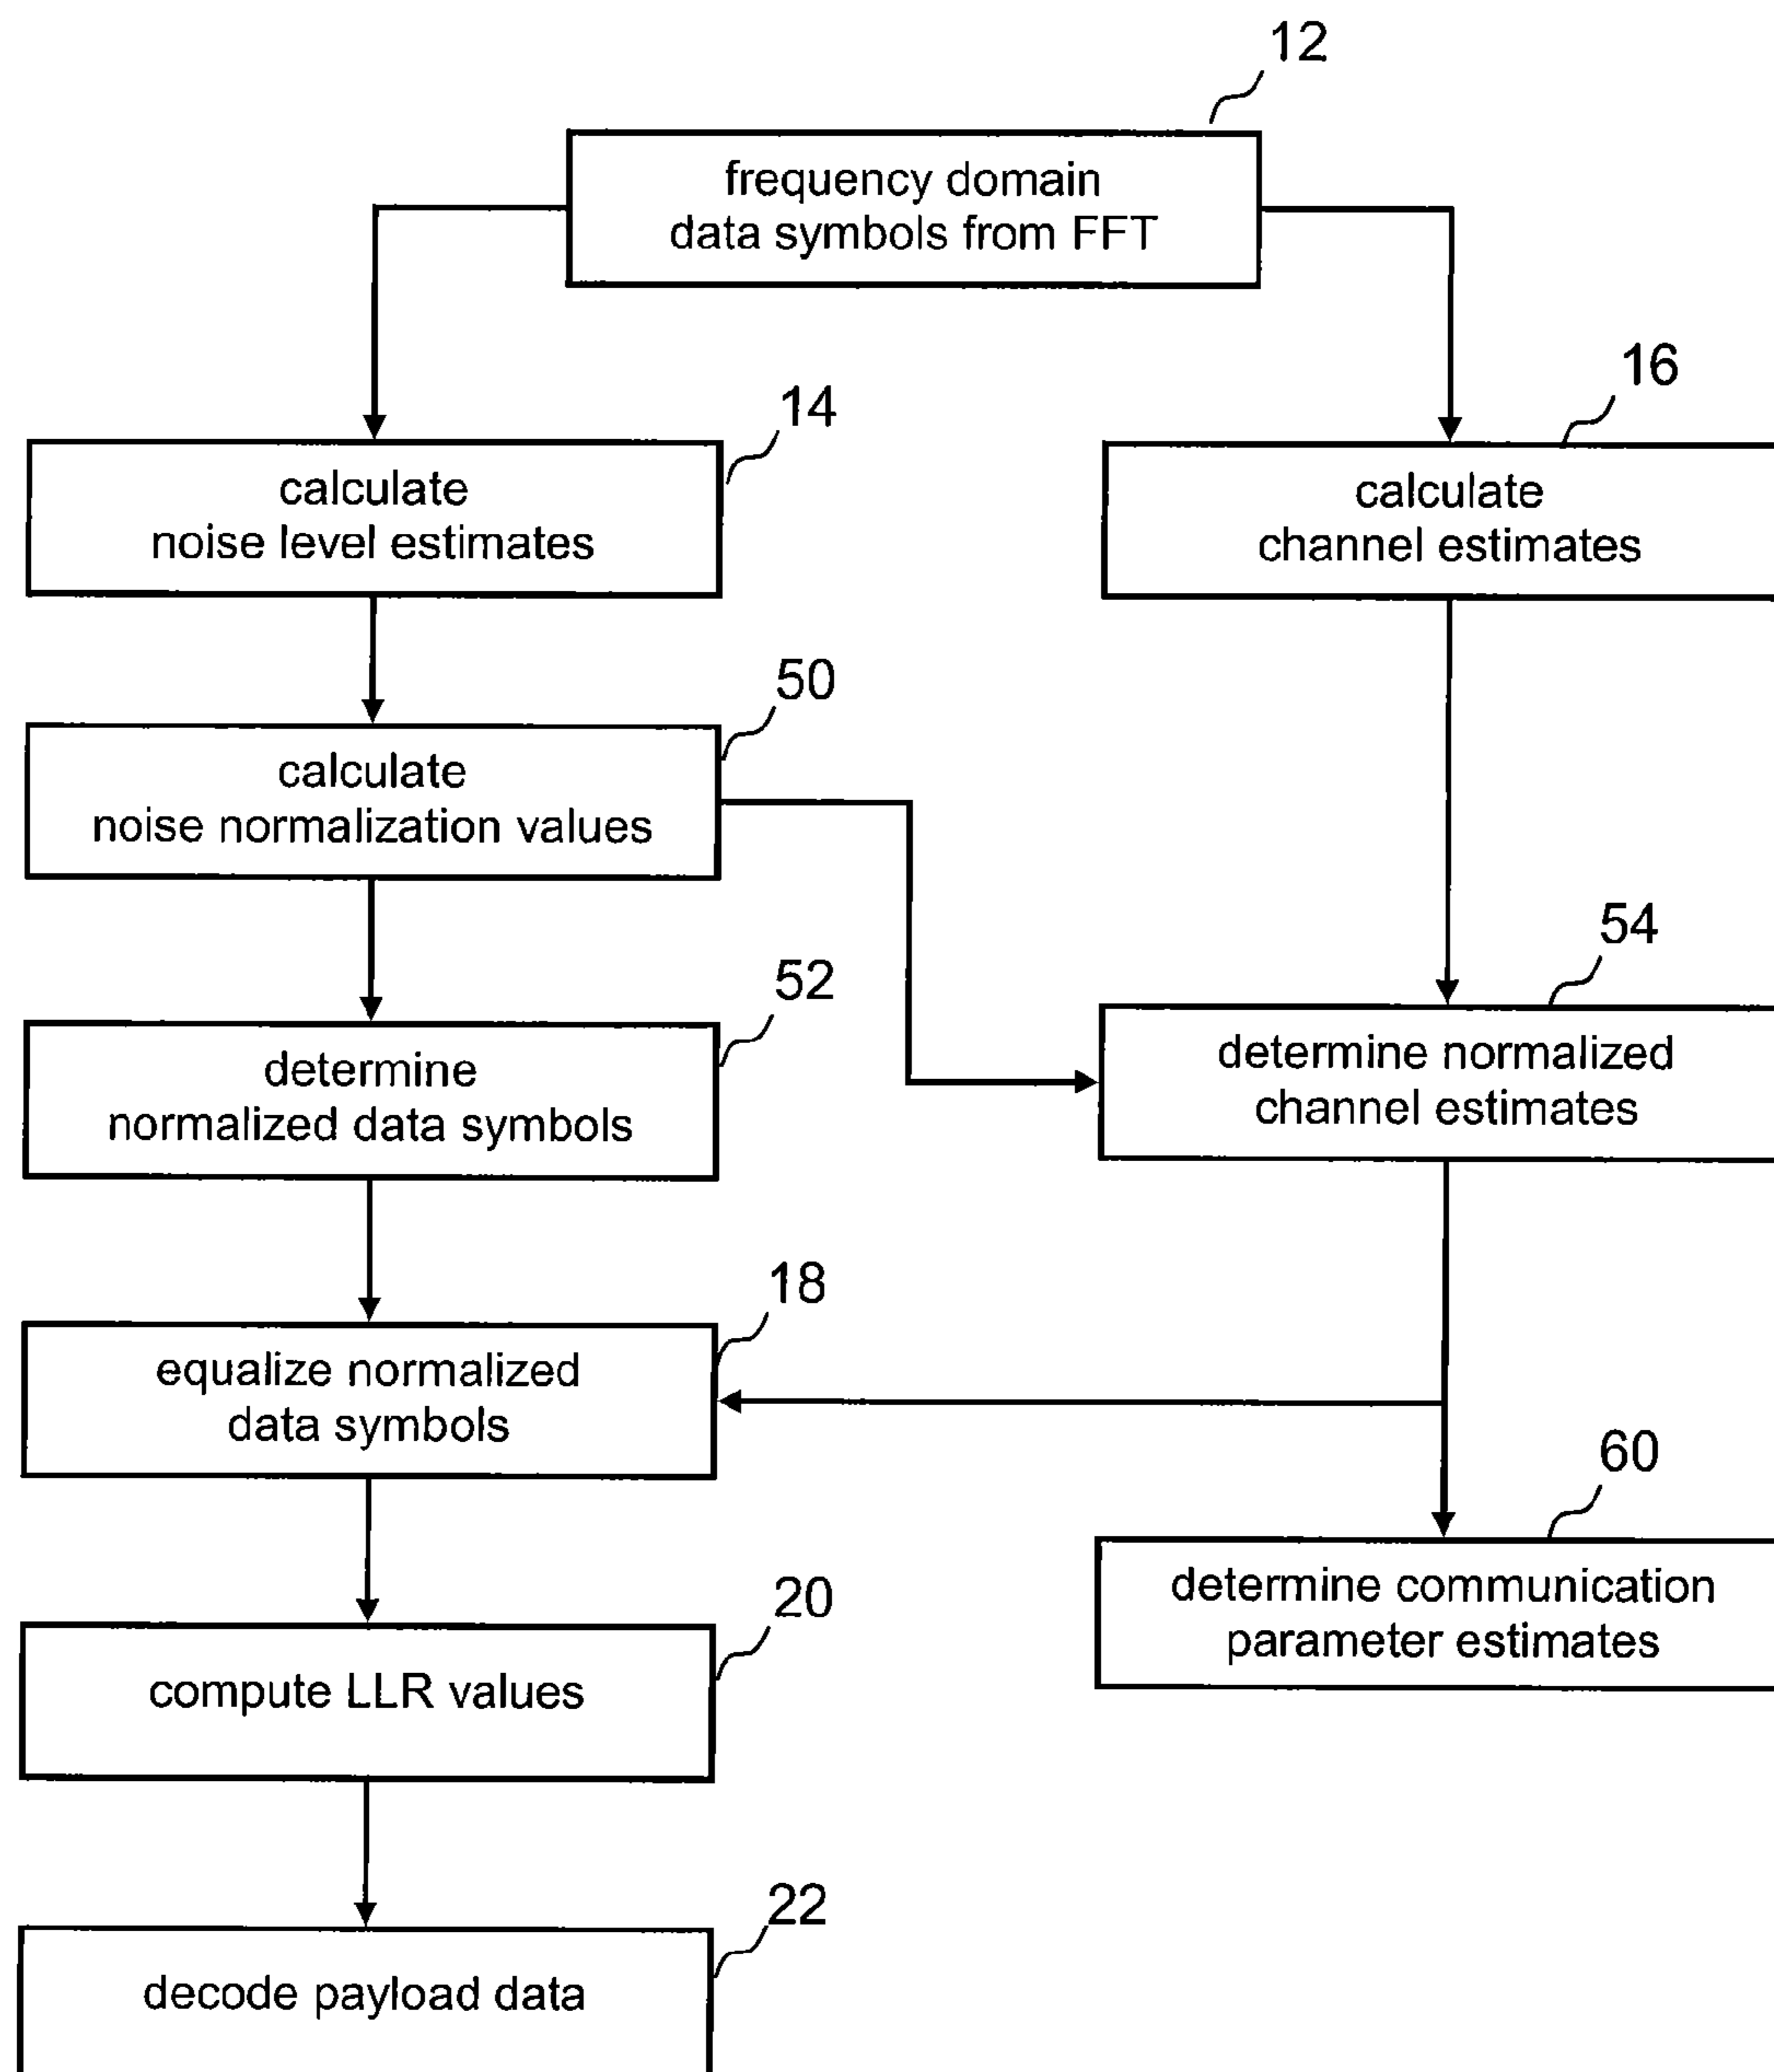 12
frequency domain
data symbols from FFT
14
calculate
noise level estimates
16
calculate
channel estimates
50
calculate
noise normalization values
54
determine normalized
channel estimates
52
determine
normalized data symbols
18
equalize normalized
data symbols
60
determine communication
parameter estimates
20
compute LLR values
22
decode payload data